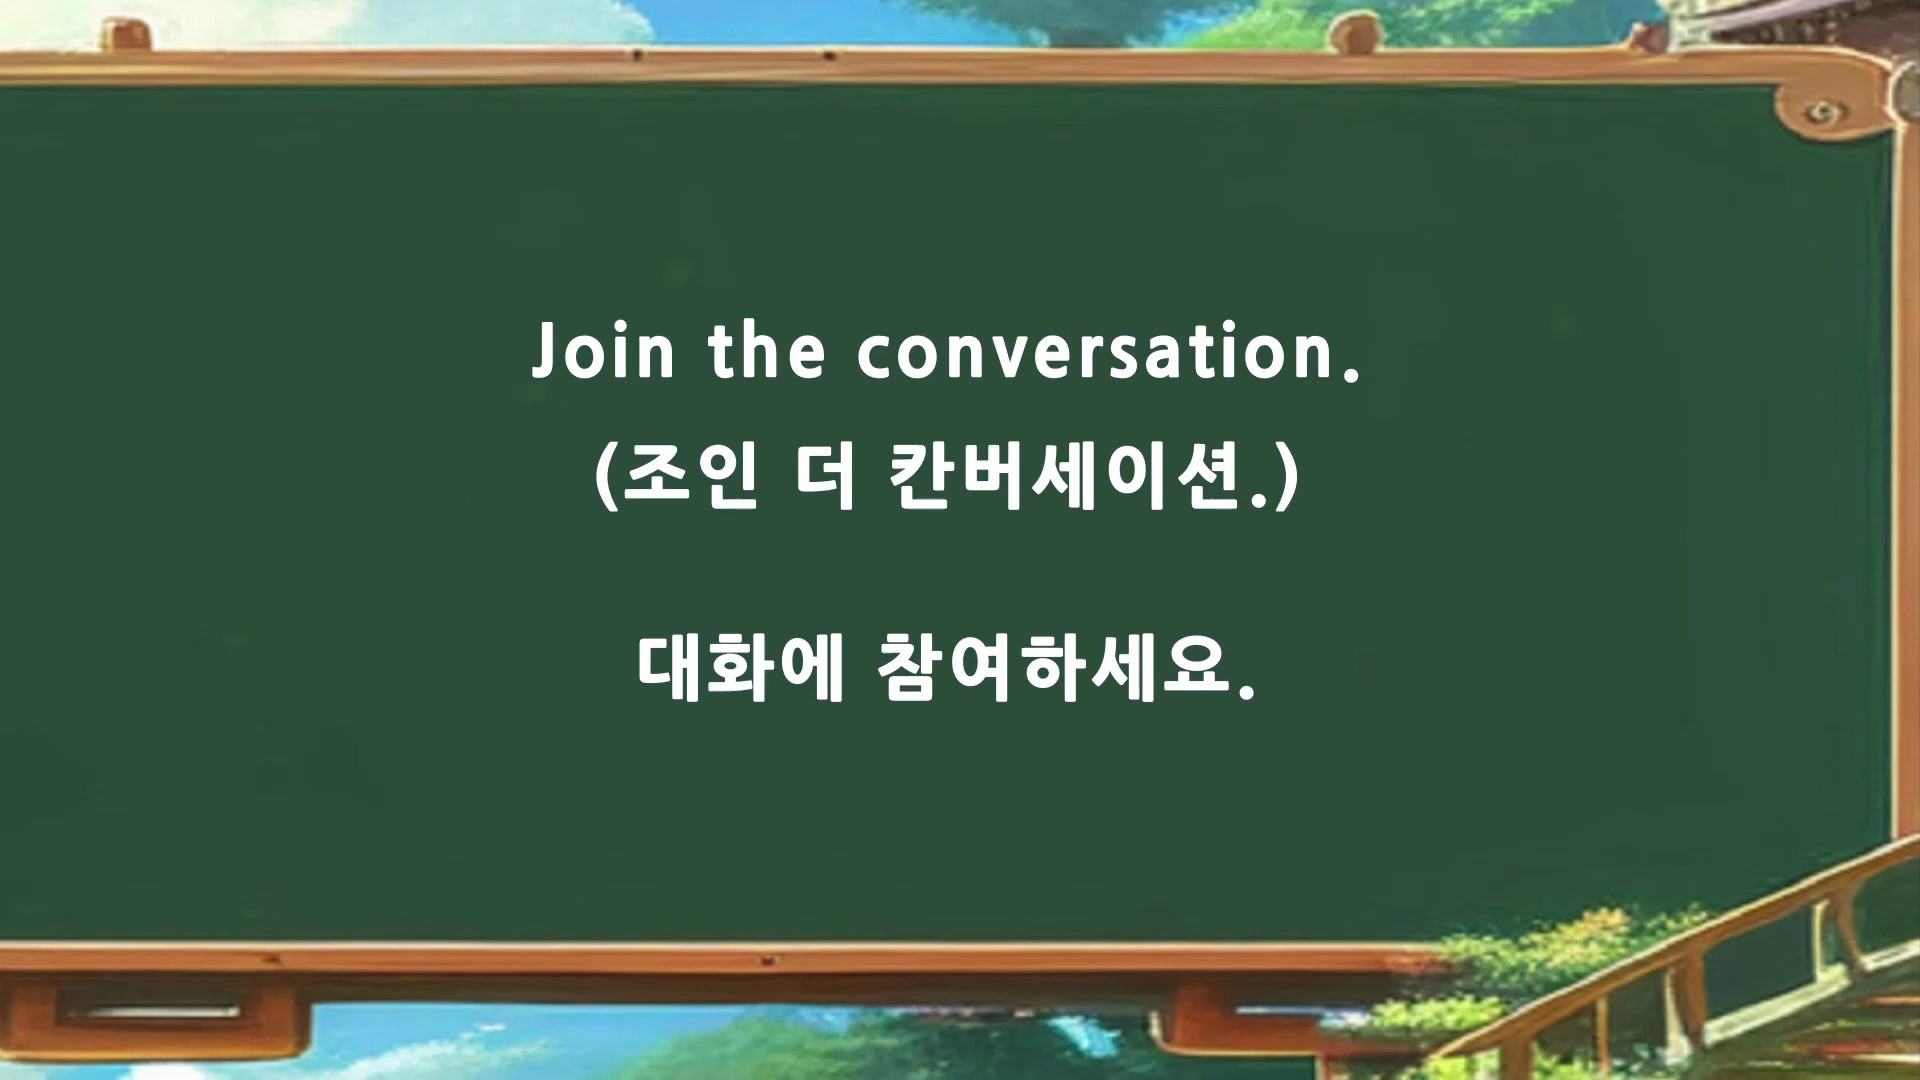 Join the conversation.
(조인 더 칸버세이션.)
대화에 참여하세요.